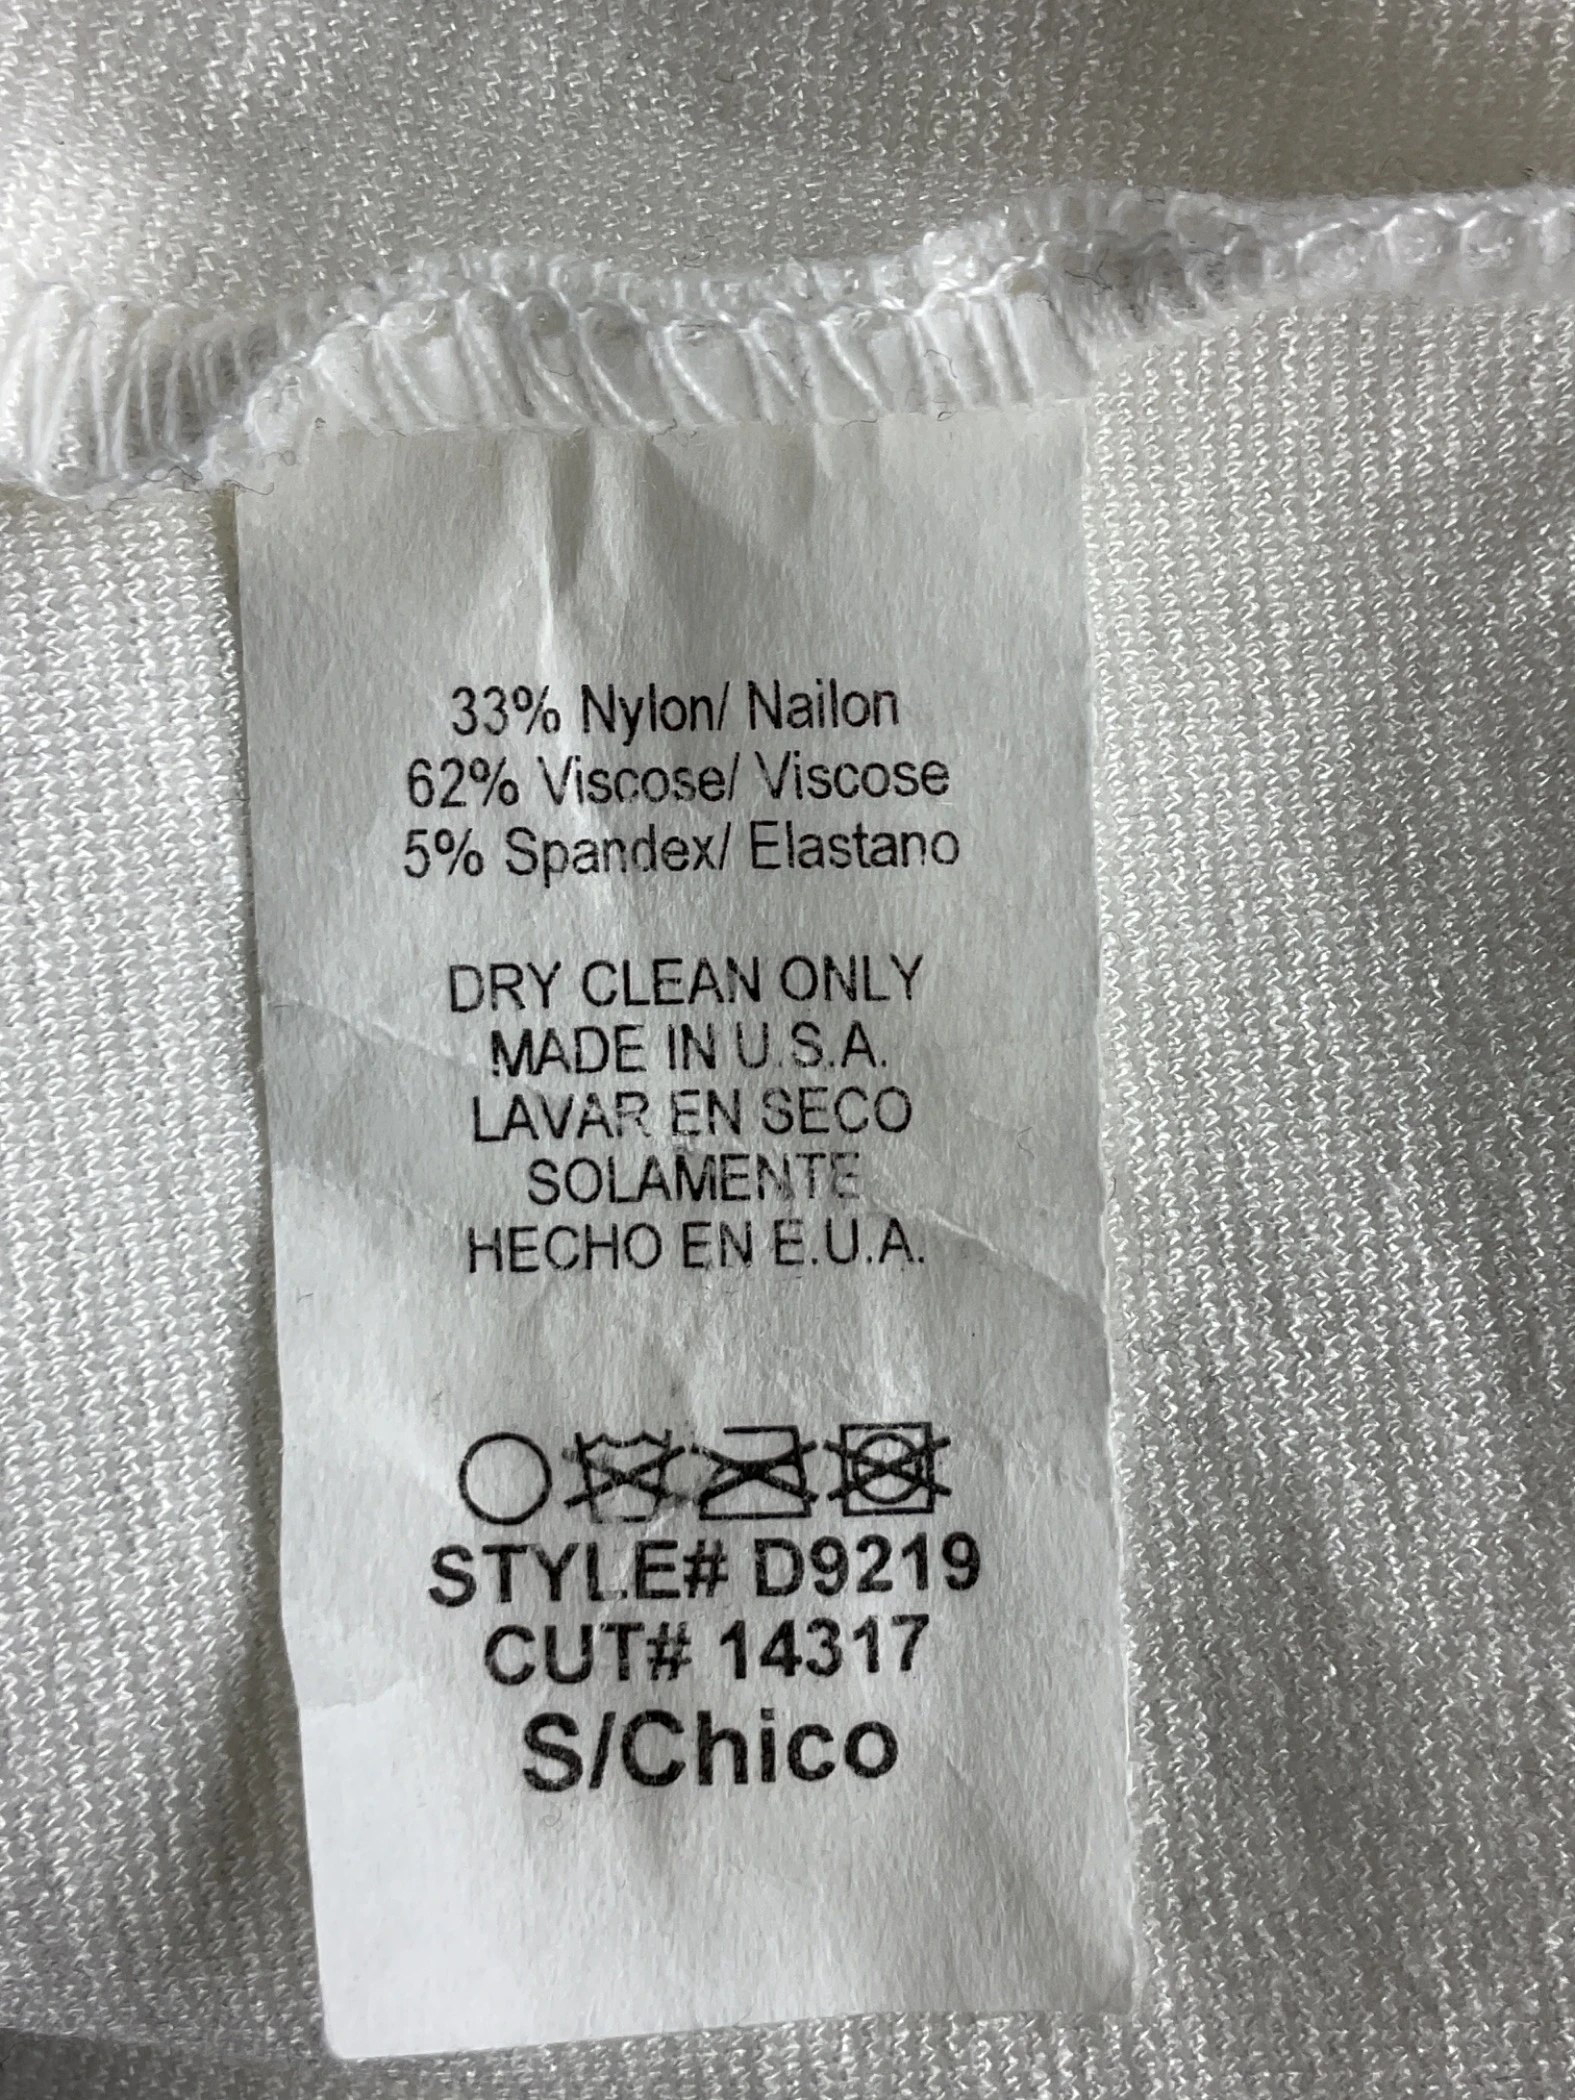 33% Nylon/ Nailon
62% Viscose/ Viscose
5% Spandex/ Elastano
DRY CLEAN ONLY
MADE IN U.S.A.
LAVAR EN SECO
SOLAMENTE
HECHO EN E.U.A.
STYLE# D9219
CUT# 14317
S/Chico